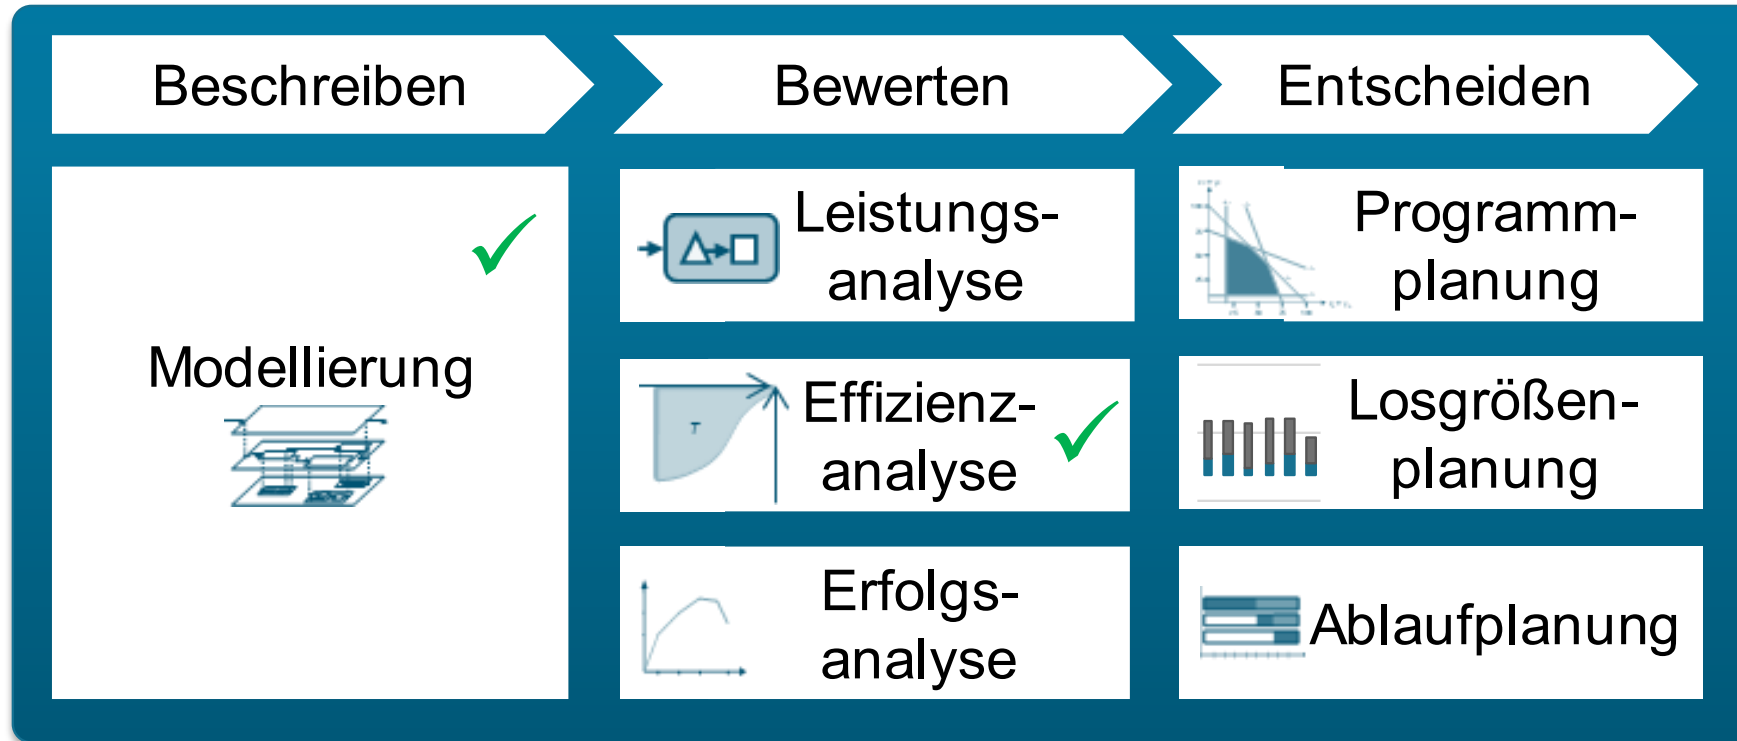 Beschreiben
Bewerten
Entscheiden
Modellierung
Leistungs-
analyse
Effizienz-
analyse
T
Erfolgs-
analyse
Programm-
planung
Losgrößen-
planung
Ablaufplanung